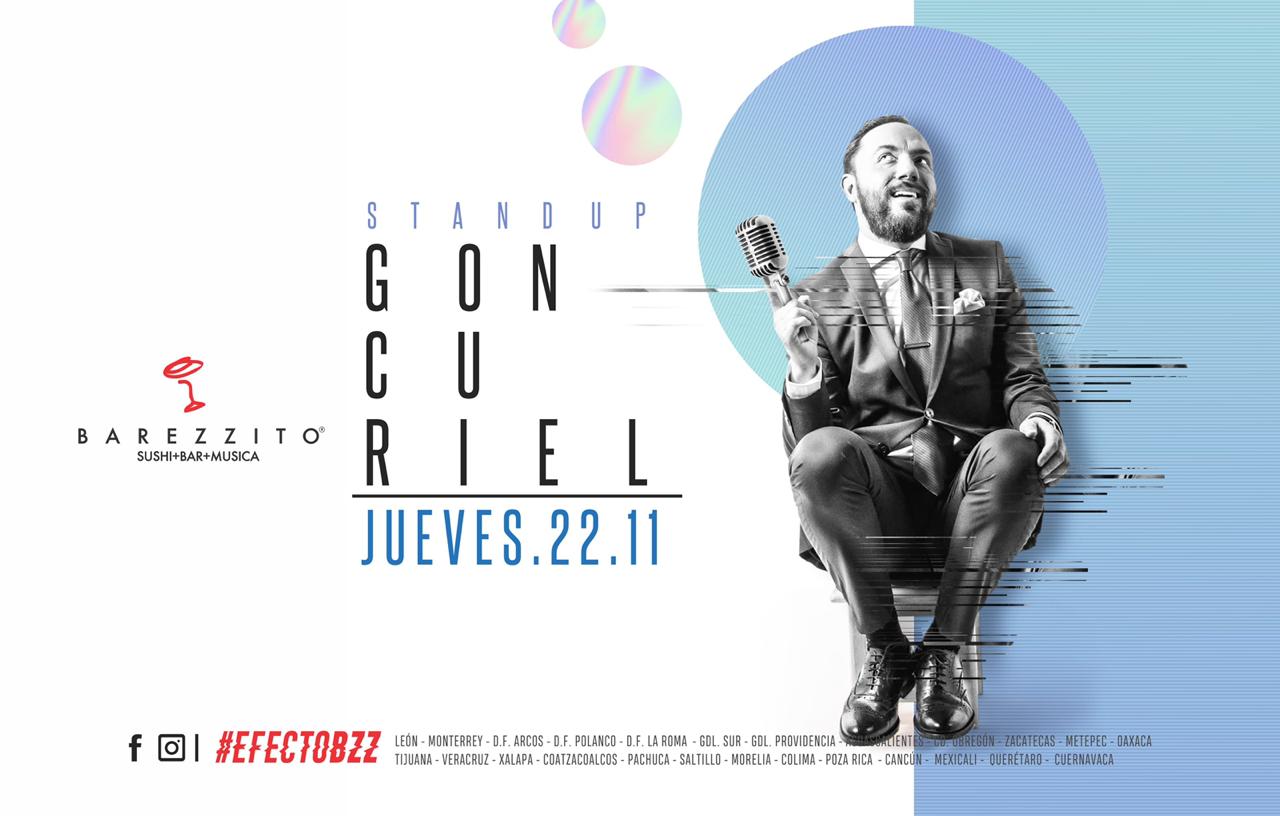 STANDUP
GON
CU
RIEL
JUEVES.22.11
BAREZZITO®
SUSHI+BAR+MUSICA
#EFECTOBZZ
LEÓN - MONTERREY - D.F. ARCOS - D.F. POLANCO - D.F. LA ROMA - GDL. SUR - GDL. PROVIDENCIA - AGUASCALIENTES - CD. OBREGÓN - ZACATECAS - METEPEC - OAXACA
TIJUANA - VERACRUZ - XALAPA - COATZACOALCOS - PACHUCA - SALTILLO - MORELIA - COLIMA - POZA RICA - CANCÚN - MEXICALI - QUERÉTARO - CUERNAVACA